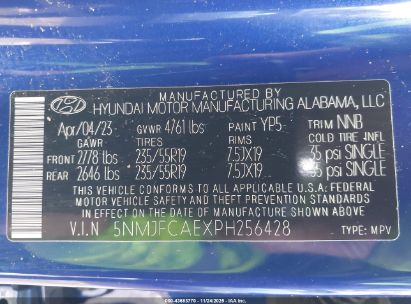 MANUFACTURED BY
HYUNDAI MOTOR MANUFACTURING ALABAMA, LLC
Apr/04/23 GVWR 4761 lbs PAINT YP5 TRIM NNB
GAWR TIRES RIMS COLD TIRE INFL
FRONT 2778 lbs 235/55R19 7.5JX19 35 psi SINGLE
REAR 2646 lbs 235/55R19 7.5JX19 35 psi SINGLE
THIS VEHICLE CONFORMS TO ALL APPLICABLE U.S.A FEDERAL
MOTOR VEHICLE SAFETY AND THEFT PREVENTION STANDARDS
IN EFFECT ON THE DATE OF MANUFACTURE SHOWN ABOVE.
V.I.N 5NMJFCAEXPH256428 TYPE: MPV